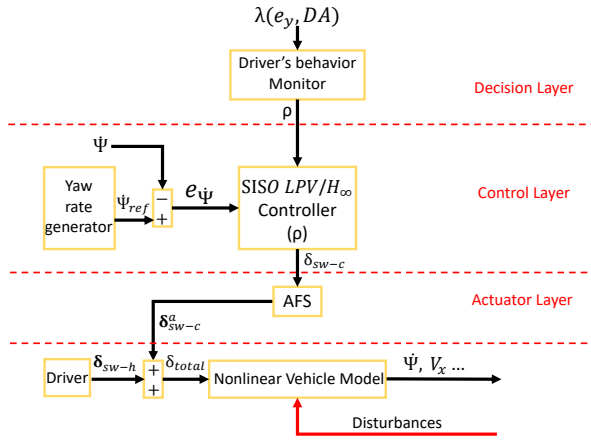 λ(e_y, DA)
Driver's behavior
Monitor
Decision Layer
ρ
Ψ̇
Yaw
rate
generator
Ψ̇_ref
−
+
e_Ψ̇
SISO LPV/H_∞
Controller
(ρ)
Control Layer
δ_sw−c
AFS
Actuator Layer
δ^a_sw−c
Driver
δ_sw−h
+
+
δ_total
Nonlinear Vehicle Model
Ψ̇, V_x ...
Disturbances